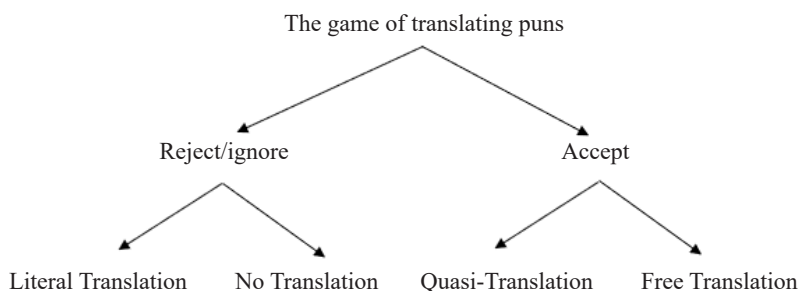 The game of translating puns
Reject/ignore Accept
Literal Translation No Translation Quasi-Translation Free Translation